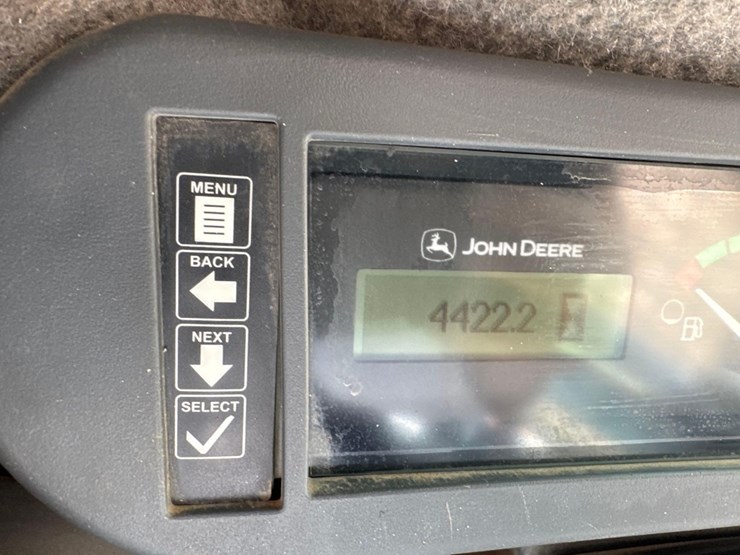 MENU
BACK
NEXT
SELECT
JOHN DEERE
4422.2